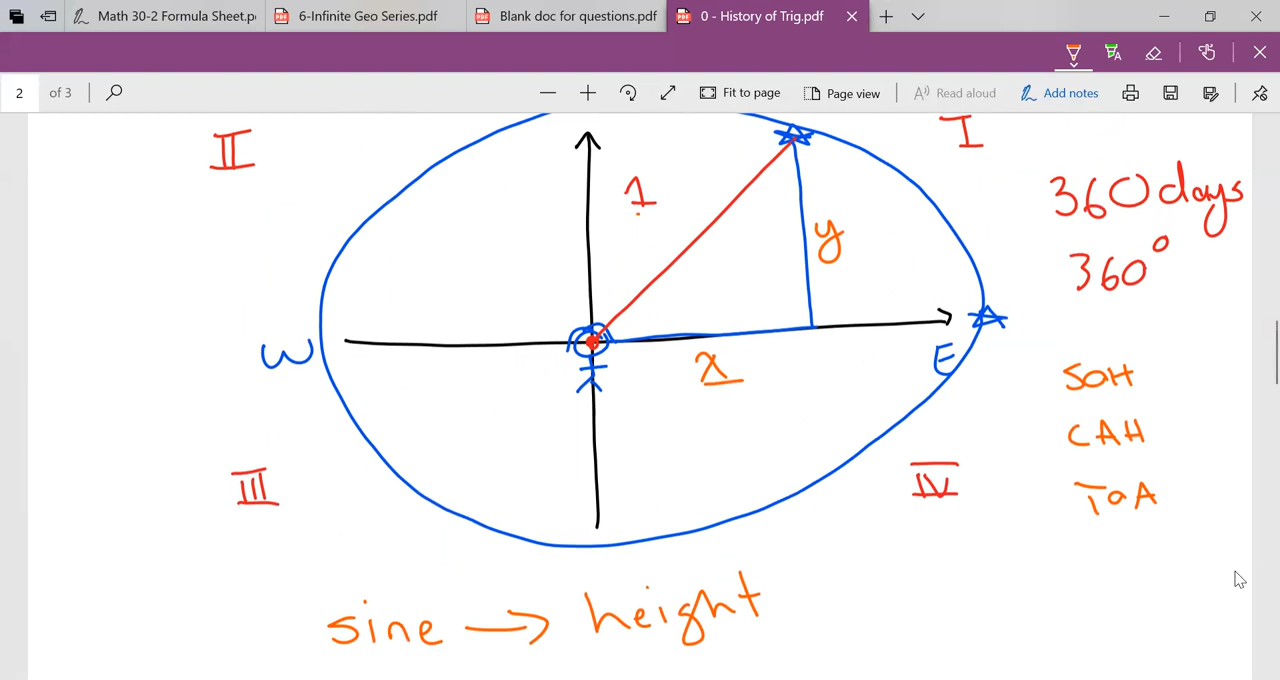 Math 30-2 Formula Sheet.p
6-Infinite Geo Series.pdf
Blank doc for questions.pdf
0 - History of Trig.pdf
2 of 3
Fit to page
Page view
Read aloud
Add notes
II
I
1
360 days
y
360°
W
x
E
SOH
CAH
TOA
III
IV
sine → height